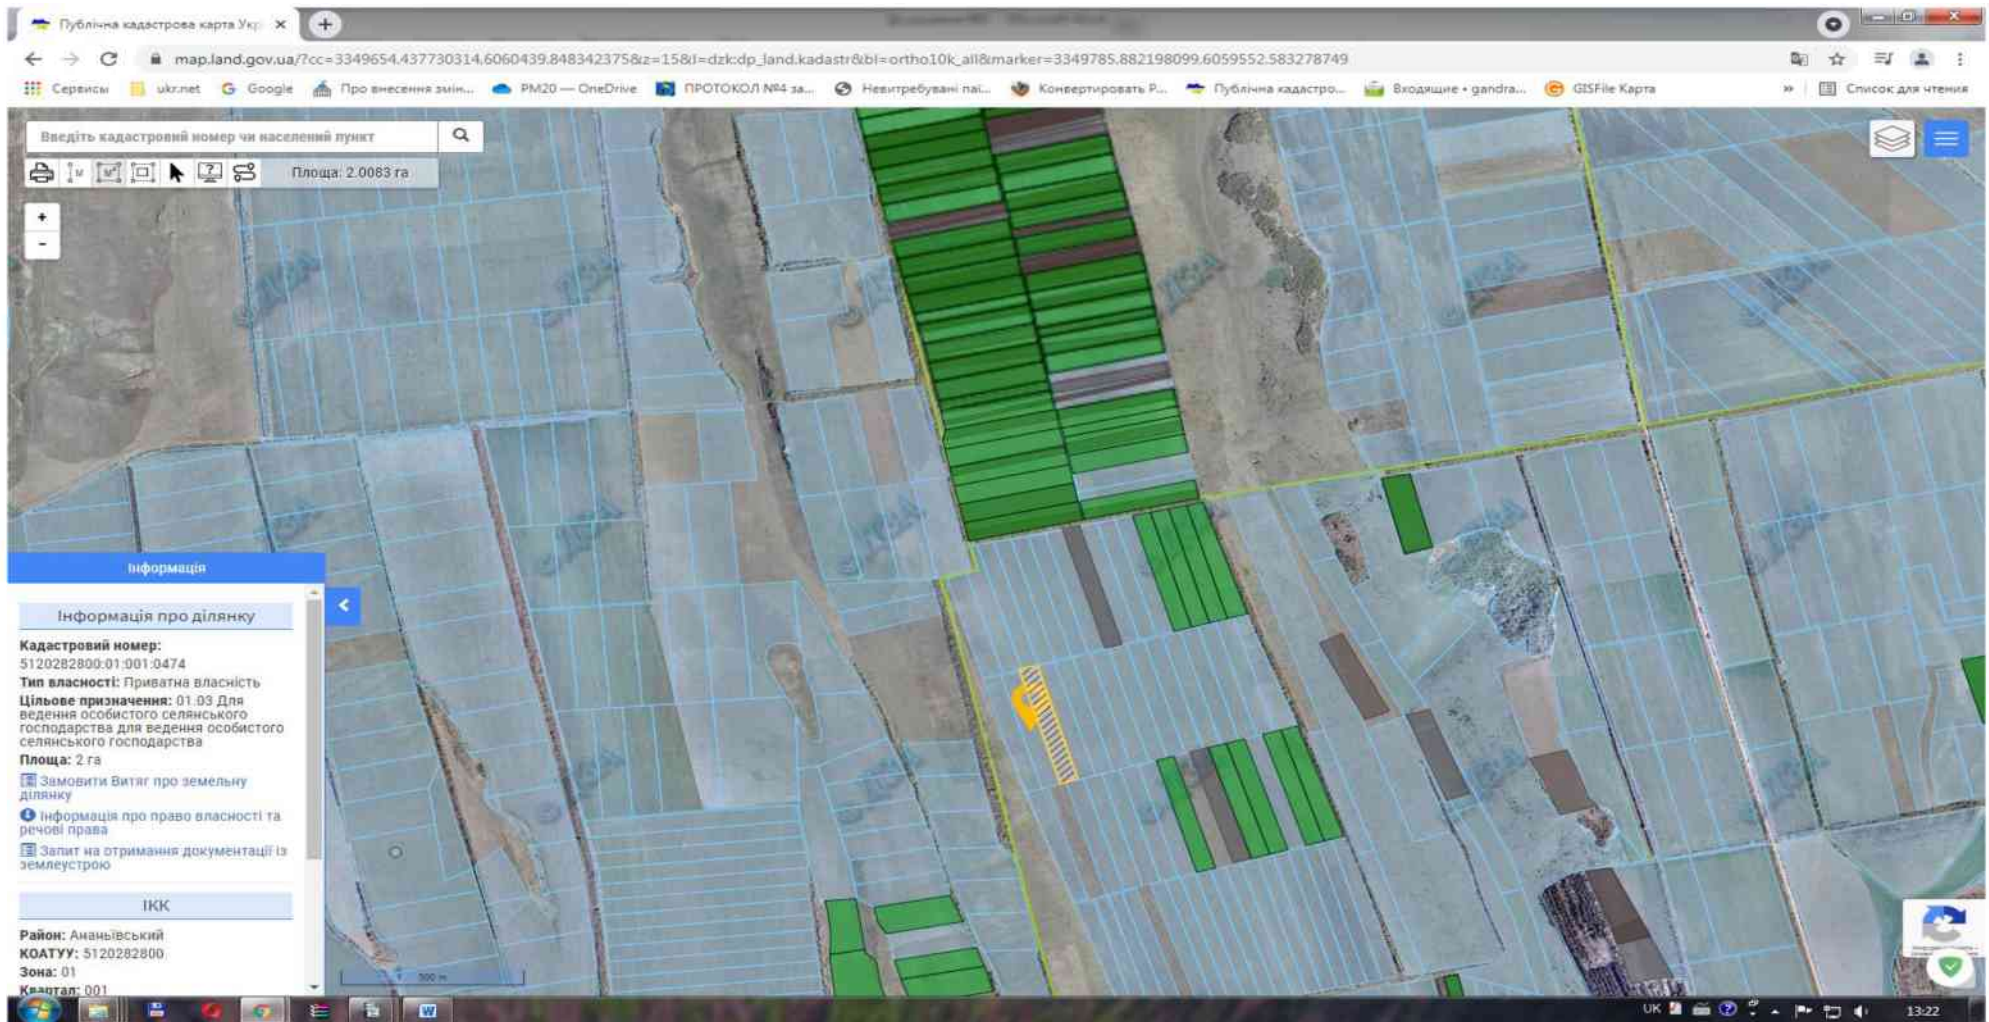 Публічна кадастрова карта Укр
map.land.gov.ua/?cc=3349654.437730314,6060439.848342375&z=15&l=dzk:dp_land.kadastr&bl=ortho10k_all&marker=3349785.882198099,6059552.583278749
Сервисы ukr.net Google Про внесення змін... PM20 — OneDrive ПРОТОКОЛ №4 за... Невитребувані паї... Конвертировать P... Публічна кадастро... Входящие • gandra... GISFile Карта » Список для чтения
Введіть кадастровий номер чи населений пункт
Площа: 2.0083 га
+
-
Інформація
Інформація про ділянку
Кадастровий номер:
5120282800:01:001:0474
Тип власності: Приватна власність
Цільове призначення: 01.03 Для
ведення особистого селянського
господарства для ведення особистого
селянського господарства
Площа: 2 га
Замовити Витяг про земельну
ділянку
Інформація про право власності та
речові права
Запит на отримання документації із
землеустрою
ІКК
Район: Ананьївський
КОАТУУ: 5120282800
Зона: 01
Квартал: 001
500 m
UK
13:22